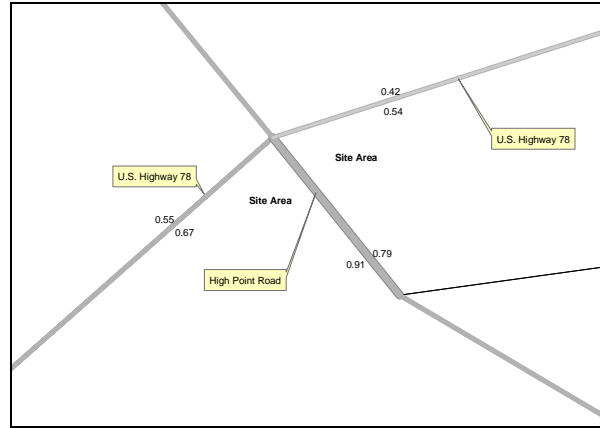 0.42
0.54
U.S. Highway 78
Site Area
U.S. Highway 78
Site Area
0.55
0.67
0.79
0.91
High Point Road